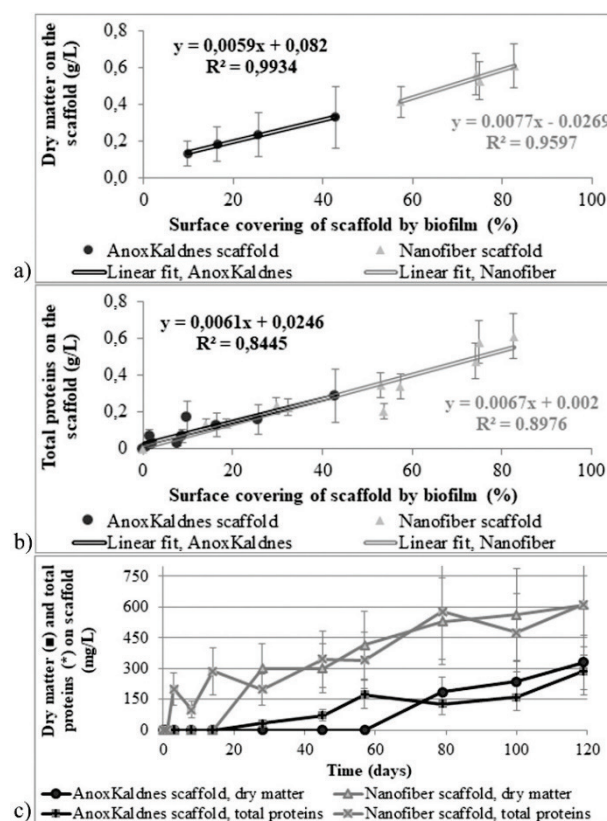 Dry matter on the
scaffold (g/L)
0,8
0,6
0,4
0,2
0,0
y = 0,0059x + 0,082
R² = 0,9934
y = 0.0077x - 0.0269
R² = 0.9597
0 20 40 60 80 100
Surface covering of scaffold by biofilm (%)
AnoxKaldnes scaffold Nanofiber scaffold
Linear fit, AnoxKaldnes Linear fit, Nanofiber
a)
Total proteins on the
scaffold (g/L)
0,8
0,6
0,4
0,2
0
y = 0,0061x + 0,0246
R² = 0,8445
y = 0.0067x + 0.002
R² = 0.8976
0 20 40 60 80 100
Surface covering of scaffold by biofilm (%)
AnoxKaldnes scaffold Nanofiber scaffold
Linear fit, AnoxKaldnes Linear fit, Nanofiber
b)
Dry matter (■) and total
proteins (*) on scaffold
(mg/L)
750
600
450
300
150
0
0 20 40 60 80 100 120
Time (days)
AnoxKaldnes scaffold, dry matter Nanofiber scaffold, dry matter
AnoxKaldnes scaffold, total proteins Nanofiber scaffold, total proteins
c)